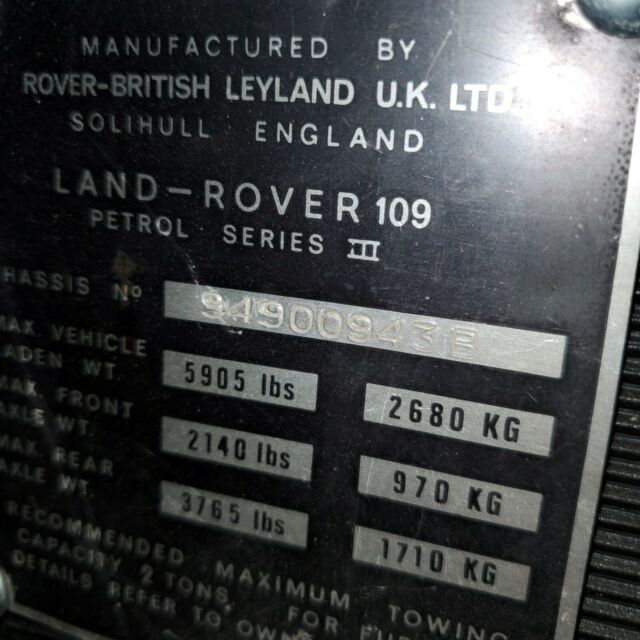 MANUFACTURED BY
ROVER-BRITISH LEYLAND U.K. LTD
SOLIHULL ENGLAND
LAND-ROVER 109
PETROL SERIES III
CHASSIS Nº 94900943B
MAX VEHICLE
LADEN WT 5905 lbs 2680 KG
MAX FRONT
AXLE WT 2140 lbs 970 KG
MAX REAR
AXLE WT. 3765 lbs 1710 KG
RECOMMENDED MAXIMUM TOWING
CAPACITY 2 TONS FOR
DETAILS REFER TO